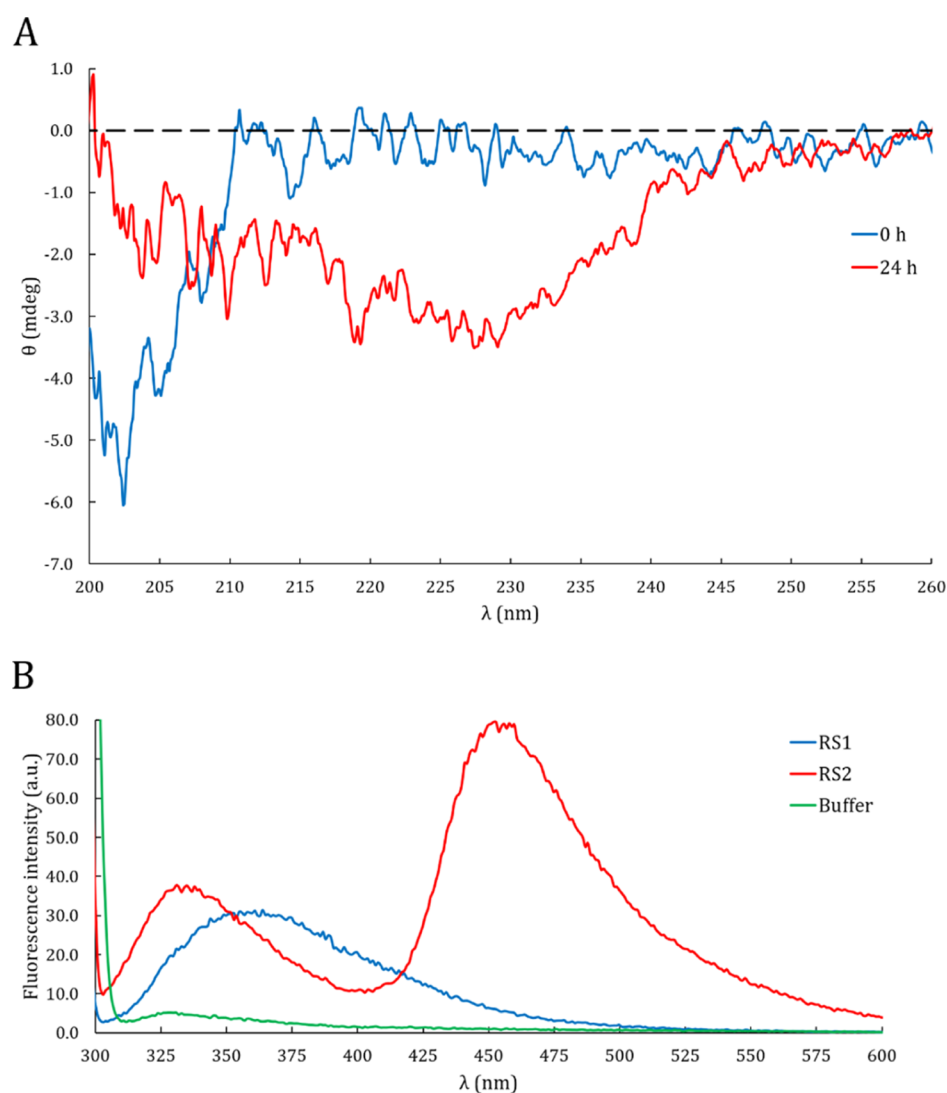 A
1.0
0.0
-1.0
-2.0
-3.0
-4.0
-5.0
-6.0
-7.0
θ (mdeg)
0 h
24 h
200 205 210 215 220 225 230 235 240 245 250 255 260
λ (nm)
B
80.0
70.0
60.0
50.0
40.0
30.0
20.0
10.0
0.0
Fluorescence intensity (a.u.)
RS1
RS2
Buffer
300 325 350 375 400 425 450 475 500 525 550 575 600
λ (nm)